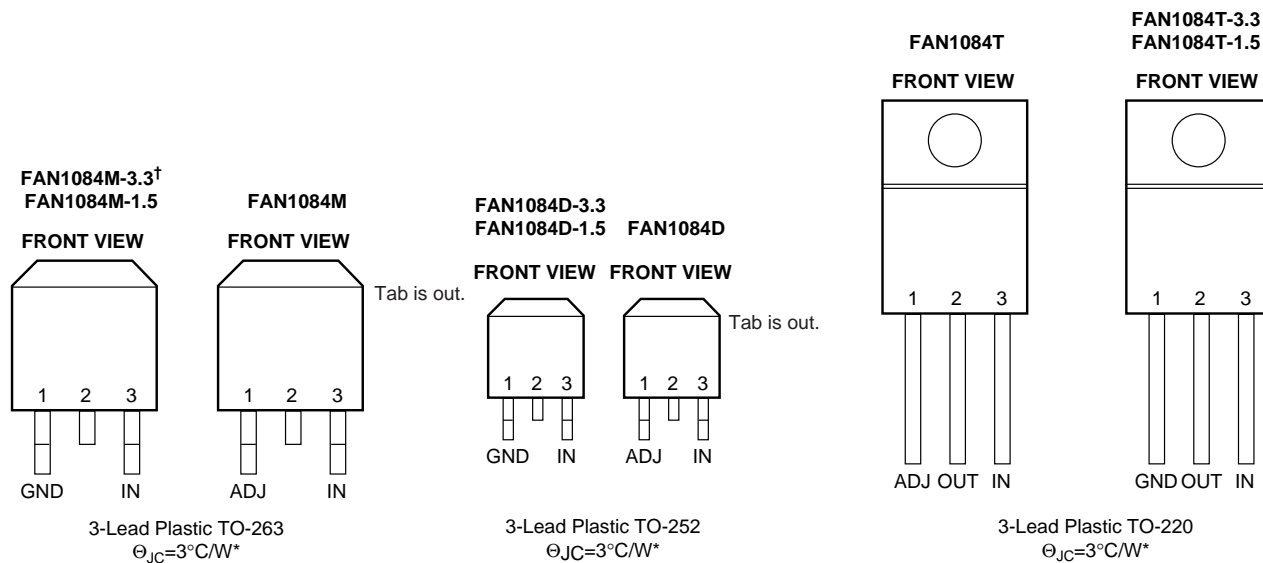 FAN1084M-3.3†
FAN1084M-1.5
FRONT VIEW
1 2 3
GND IN
FAN1084M
FRONT VIEW
Tab is out.
1 2 3
ADJ IN
3-Lead Plastic TO-263
ΘJC=3°C/W*
FAN1084D-3.3
FAN1084D-1.5
FRONT VIEW
1 2 3
GND IN
FAN1084D
FRONT VIEW
Tab is out.
1 2 3
ADJ IN
3-Lead Plastic TO-252
ΘJC=3°C/W*
FAN1084T
FRONT VIEW
1 2 3
ADJ OUT IN
FAN1084T-3.3
FAN1084T-1.5
FRONT VIEW
1 2 3
GND OUT IN
3-Lead Plastic TO-220
ΘJC=3°C/W*